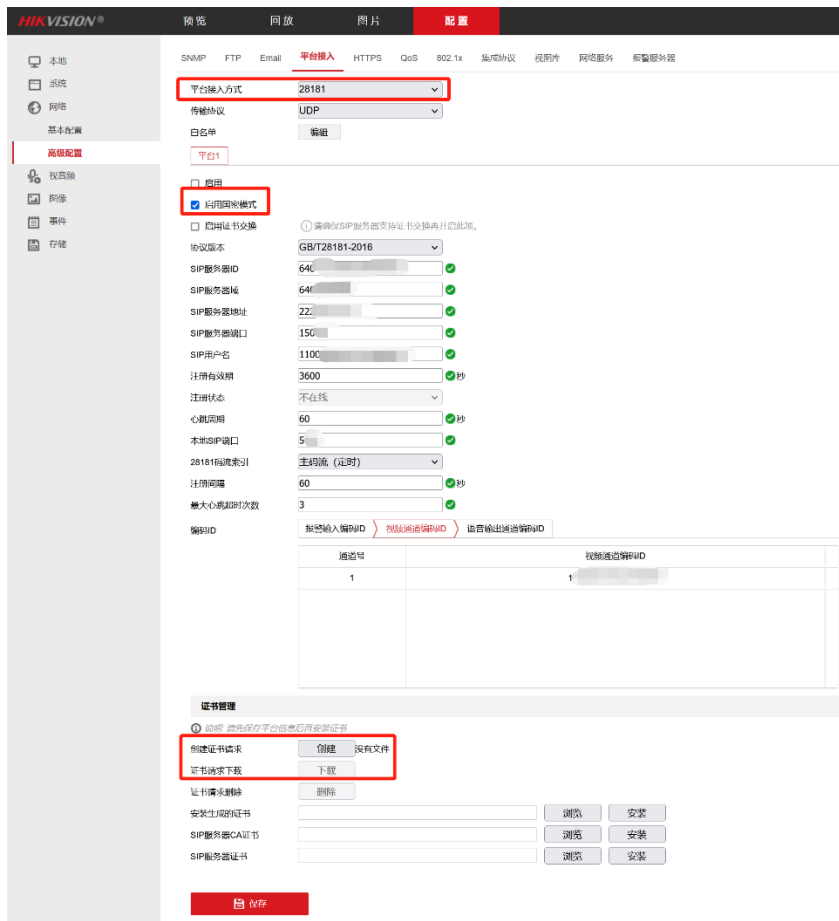 HIKVISION® 预览 回放 图片 配置
本地
系统
网络
基本配置
高级配置
视音频
图像
事件
存储
SNMP FTP Email 平台接入 HTTPS QoS 802.1x 集成协议 视图库 网络服务 报警服务器
平台接入方式 28181
传输协议 UDP
白名单 编辑
平台1
启用
启用国密模式
启用证书交换 请确保SIP服务器支持证书交换再开启此项。
协议版本 GB/T28181-2016
SIP服务器ID 640
SIP服务器域
SIP服务器地址
SIP服务器端口 150
SIP用户名 1100
注册有效期 3600 秒
注册状态 不在线
心跳周期 60 秒
本地SIP端口 5
28181码流索引 主码流（定时）
注册间隔 60 秒
最大心跳超时次数 3
编码ID 报警输入编码ID 视频通道编码ID 语音输出通道编码ID
通道号 视频通道编码ID
1 1
证书管理
说明: 请先保存平台信息后再安装证书
创建证书请求 创建 没有文件
证书请求下载 下载
证书请求删除 删除
安装生成的证书 浏览 安装
SIP服务器CA证书 浏览 安装
SIP服务器证书 浏览 安装
保存